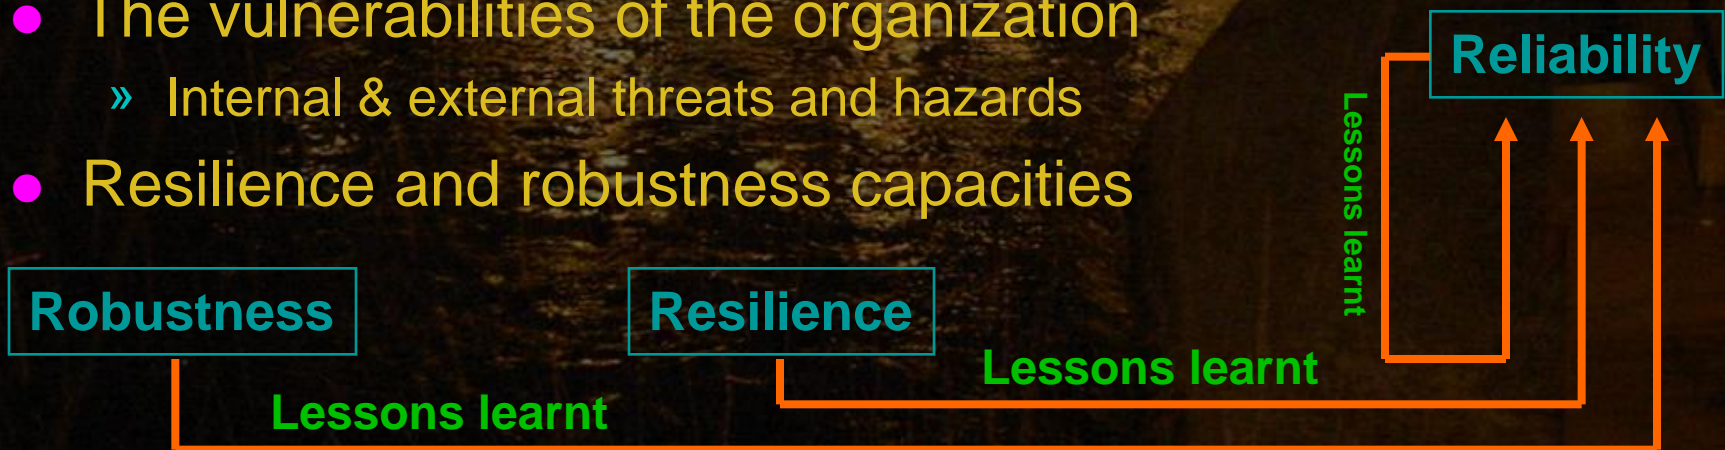 The vulnerabilities of the organization
» Internal & external threats and hazards
Resilience and robustness capacities
Reliability
Lessons learnt
Robustness
Resilience
Lessons learnt
Lessons learnt